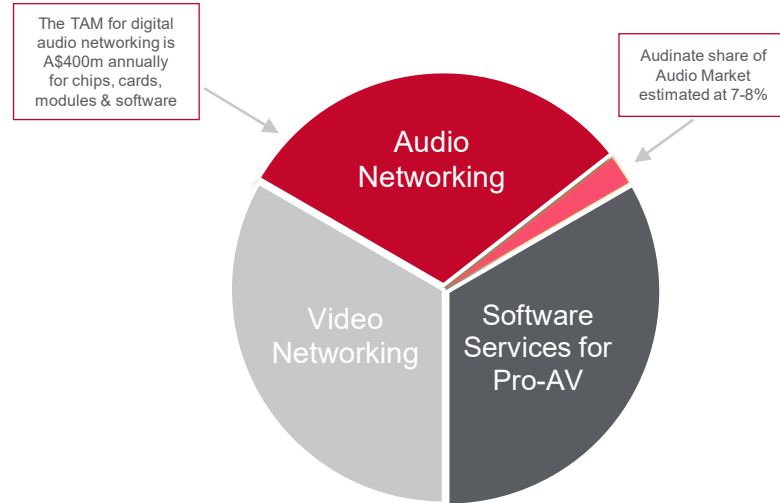 The TAM for digital
audio networking is
A$400m annually
for chips, cards,
modules & software
Audinate share of
Audio Market
estimated at 7-8%
Audio
Networking
Video
Networking
Software
Services for
Pro-AV